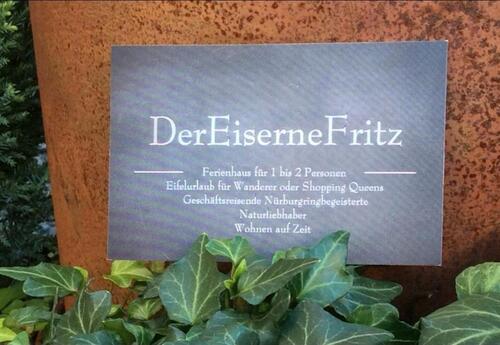 DerEiserneFritz
Ferienhaus für 1 bis 2 Personen
Eifelurlaub für Wanderer oder Shopping Queens
Geschäftsreisende Nürburgringbegeisterte
Naturliebhaber
Wohnen auf Zeit